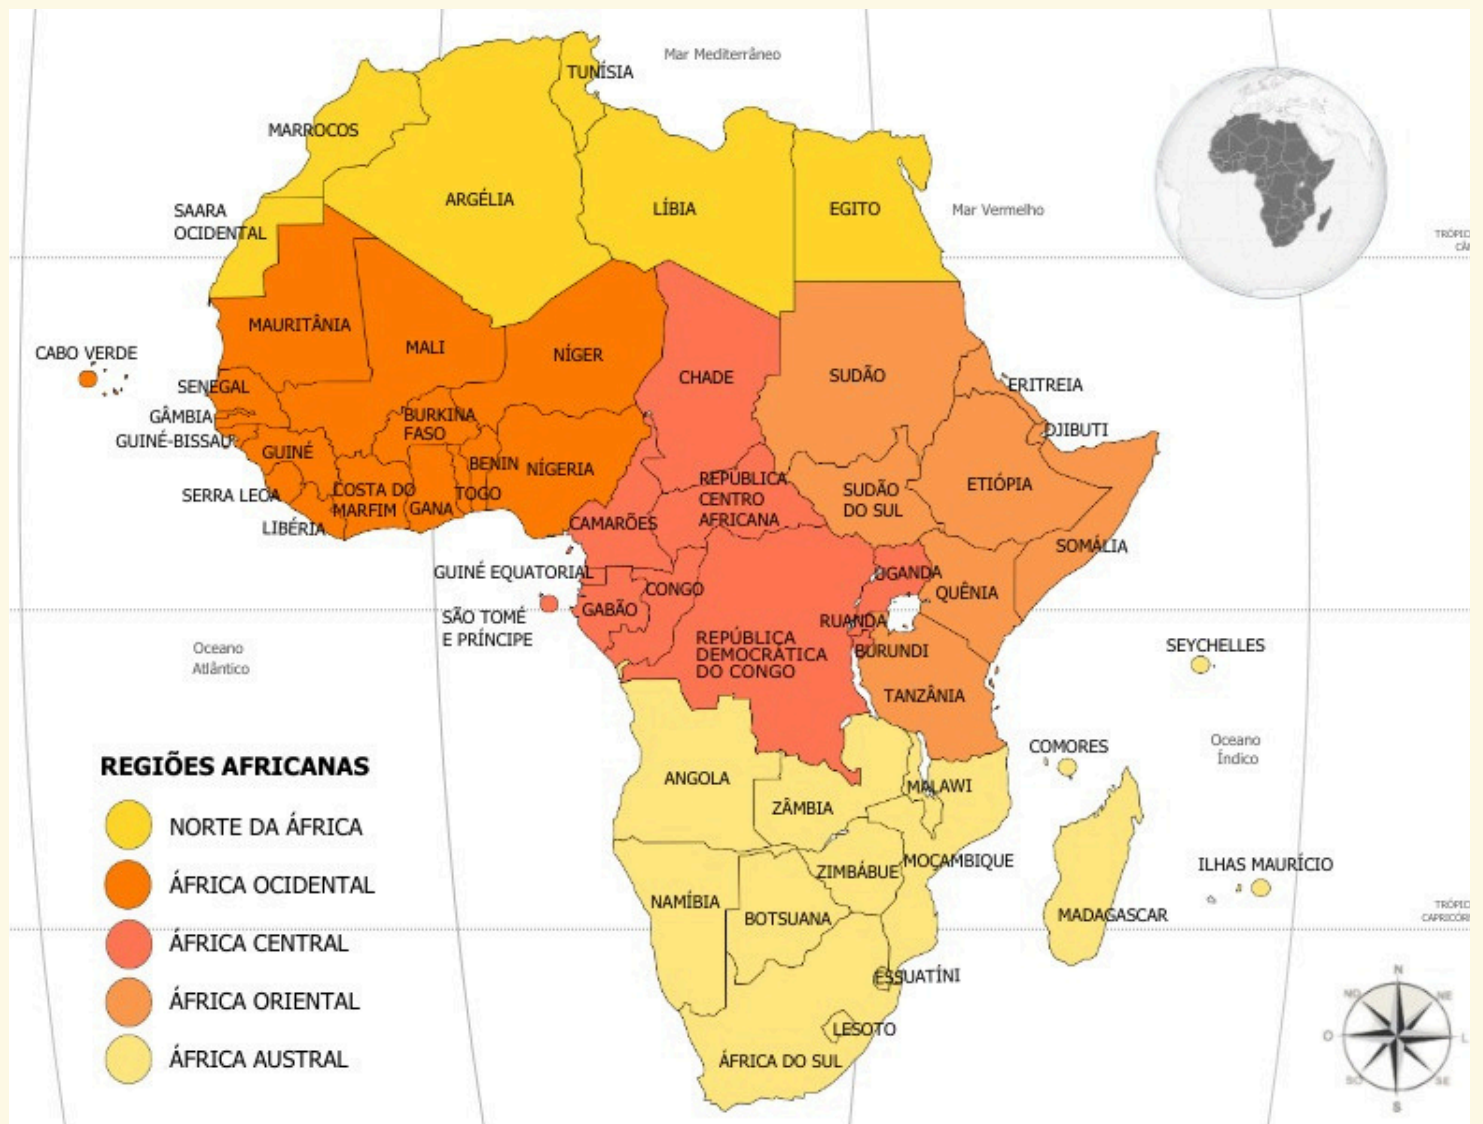 Mar Mediterrâneo
TUNÍSIA
MARROCOS
ARGÉLIA
LÍBIA
EGITO
Mar Vermelho
SAARA
OCIDENTAL
TRÓPIC
MAURITÂNIA
MALI
NÍGER
CHADE
SUDÃO
ERITREIA
CABO VERDE
SENEGAL
GÂMBIA
GUINÉ-BISSAU
GUINÉ
BURKINA
FASO
DJIBUTI
BENIN
NÍGERIA
SERRA LEOA
COSTA DO
MARFIM
GANA
TOGO
LIBÉRIA
CAMARÕES
REPÚBLICA
CENTRO
AFRICANA
SUDÃO
DO SUL
ETIÓPIA
SOMÁLIA
GUINÉ EQUATORIAL
CONGO
UGANDA
QUÊNIA
GABÃO
SÃO TOMÉ
E PRÍNCIPE
RUANDA
REPÚBLICA
DEMOCRÁTICA
DO CONGO
BURUNDI
TANZÂNIA
SEYCHELLES
Oceano
Atlântico
Oceano
Índico
COMORES
ANGOLA
ZÂMBIA
MALAWI
MOÇAMBIQUE
ZIMBÁBUE
ILHAS MAURÍCIO
NAMÍBIA
BOTSUANA
MADAGASCAR
TRÓPIC
CAPRICÓR
ESSUATÍNI
LESOTO
ÁFRICA DO SUL
REGIÕES AFRICANAS
NORTE DA ÁFRICA
ÁFRICA OCIDENTAL
ÁFRICA CENTRAL
ÁFRICA ORIENTAL
ÁFRICA AUSTRAL
N
NO
NE
O
L
SO
SE
S